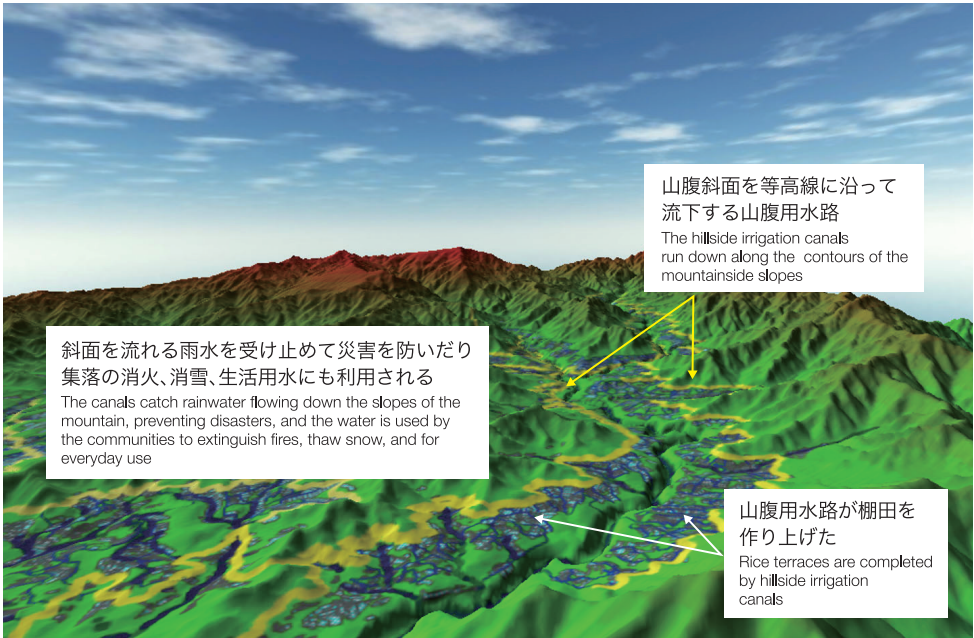 山腹斜面を等高線に沿って
流下する山腹用水路
The hillside irrigation canals
run down along the contours of the
mountainside slopes
斜面を流れる雨水を受け止めて災害を防いだり
集落の消火、消雪、生活用水にも利用される
The canals catch rainwater flowing down the slopes of the
mountain, preventing disasters, and the water is used by
the communities to extinguish fires, thaw snow, and for
everyday use
山腹用水路が棚田を
作り上げた
Rice terraces are completed
by hillside irrigation
canals